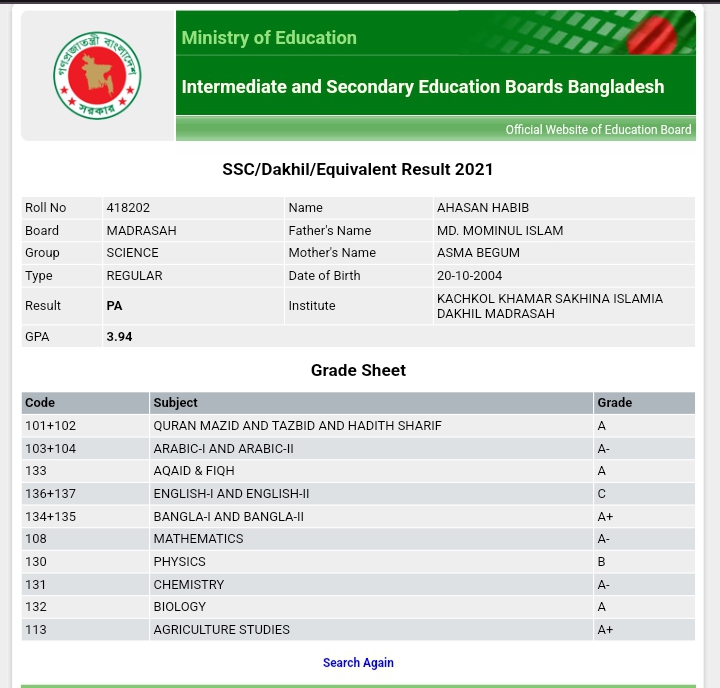 গণপ্রজাতন্ত্রী বাংলাদেশ
সরকার
Ministry of Education
Intermediate and Secondary Education Boards Bangladesh
Official Website of Education Board
SSC/Dakhil/Equivalent Result 2021
Roll No 418202 Name AHASAN HABIB
Board MADRASAH Father's Name MD. MOMINUL ISLAM
Group SCIENCE Mother's Name ASMA BEGUM
Type REGULAR Date of Birth 20-10-2004
Result PA Institute KACHKOL KHAMAR SAKHINA ISLAMIA
DAKHIL MADRASAH
GPA 3.94
Grade Sheet
Code Subject Grade
101+102 QURAN MAZID AND TAZBID AND HADITH SHARIF A
103+104 ARABIC-I AND ARABIC-II A-
133 AQAID & FIQH A
136+137 ENGLISH-I AND ENGLISH-II C
134+135 BANGLA-I AND BANGLA-II A+
108 MATHEMATICS A-
130 PHYSICS B
131 CHEMISTRY A-
132 BIOLOGY A
113 AGRICULTURE STUDIES A+
Search Again